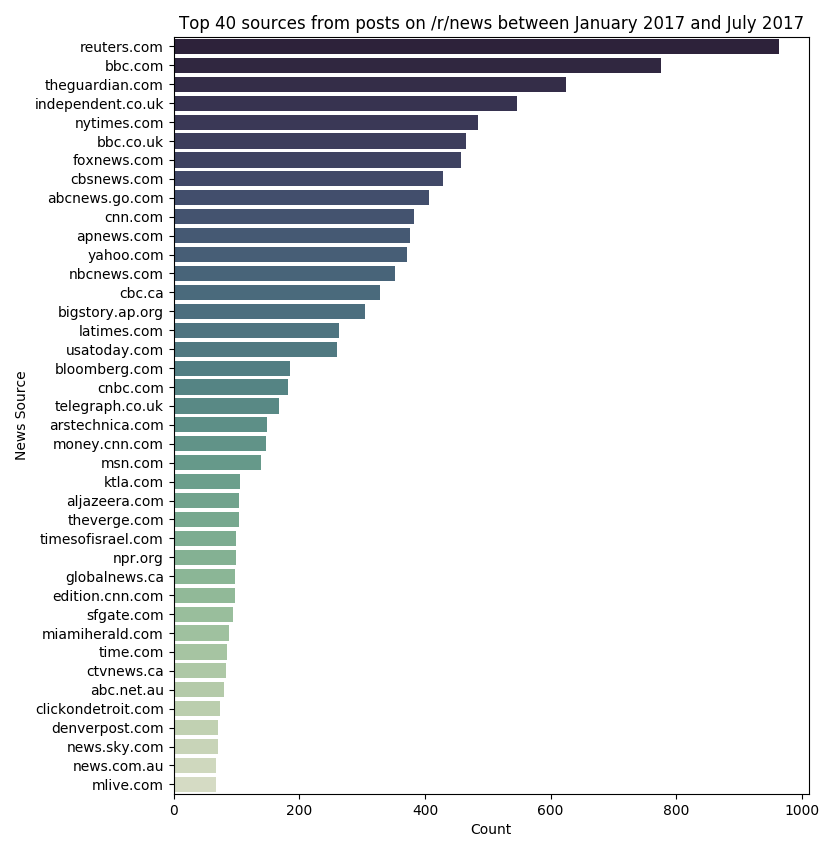 Top 40 sources from posts on /r/news between January 2017 and July 2017
News Source
reuters.com
bbc.com
theguardian.com
independent.co.uk
nytimes.com
bbc.co.uk
foxnews.com
cbsnews.com
abcnews.go.com
cnn.com
apnews.com
yahoo.com
nbcnews.com
cbc.ca
bigstory.ap.org
latimes.com
usatoday.com
bloomberg.com
cnbc.com
telegraph.co.uk
arstechnica.com
money.cnn.com
msn.com
ktla.com
aljazeera.com
theverge.com
timesofisrael.com
npr.org
globalnews.ca
edition.cnn.com
sfgate.com
miamiherald.com
time.com
ctvnews.ca
abc.net.au
clickondetroit.com
denverpost.com
news.sky.com
news.com.au
mlive.com
0 200 400 600 800 1000
Count